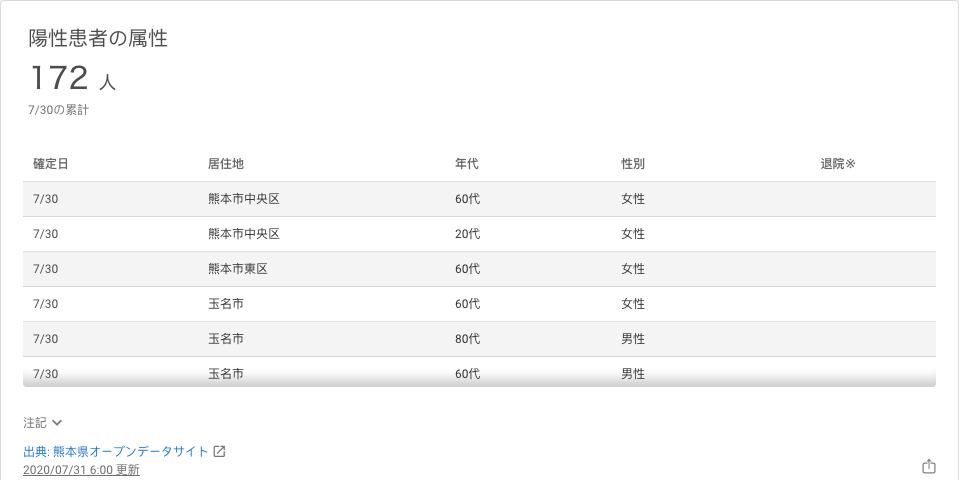 陽性患者の属性
172 人
7/30の累計
確定日 居住地 年代 性別 退院※
7/30 熊本市中央区 60代 女性
7/30 熊本市中央区 20代 女性
7/30 熊本市東区 60代 女性
7/30 玉名市 60代 女性
7/30 玉名市 80代 男性
7/30 玉名市 60代 男性
注記
出典: 熊本県オープンデータサイト
2020/07/31 6:00 更新